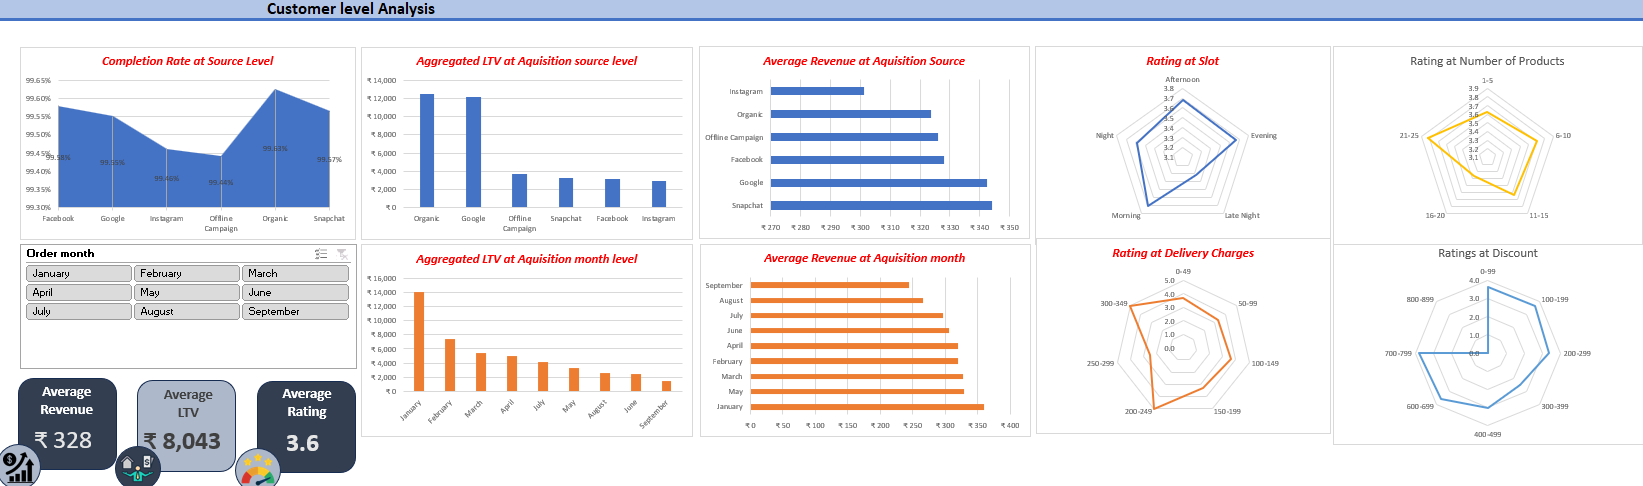 Customer level Analysis
Completion Rate at Source Level
99.65%
99.60%
99.55%
99.50%
99.45%
99.40%
99.35%
99.30%
99.58%
99.55%
99.46%
99.44%
99.63%
99.57%
Facebook
Google
Instagram
Offline
Campaign
Organic
Snapchat
Aggregated LTV at Aquisition source level
₹ 14,000
₹ 12,000
₹ 10,000
₹ 8,000
₹ 6,000
₹ 4,000
₹ 2,000
₹ 0
Organic
Google
Offline
Campaign
Snapchat
Facebook
Instagram
Average Revenue at Aquisition Source
Instagram
Organic
Offline Campaign
Facebook
Google
Snapchat
₹ 270
₹ 280
₹ 290
₹ 300
₹ 310
₹ 320
₹ 330
₹ 340
₹ 350
Rating at Slot
Afternoon
3.8
3.7
3.6
3.5
3.4
3.3
3.2
3.1
Night
Evening
Morning
Late Night
Rating at Number of Products
1-5
3.9
3.8
3.7
3.6
3.5
3.4
3.3
3.2
3.1
21-25
6-10
16-20
11-15
Order month
January
February
March
April
May
June
July
August
September
Aggregated LTV at Aquisition month level
₹ 16,000
₹ 14,000
₹ 12,000
₹ 10,000
₹ 8,000
₹ 6,000
₹ 4,000
₹ 2,000
₹ 0
January
February
March
April
July
May
August
June
September
Average Revenue at Aquisition month
September
August
July
June
April
February
March
May
January
₹ 0
₹ 50
₹ 100
₹ 150
₹ 200
₹ 250
₹ 300
₹ 350
₹ 400
Rating at Delivery Charges
0-49
5.0
4.0
3.0
2.0
1.0
0.0
300-349
50-99
250-299
100-149
200-249
150-199
Ratings at Discount
0-99
4.0
3.0
2.0
1.0
0.0
800-899
100-199
700-799
200-299
600-699
300-399
400-499
Average
Revenue
₹ 328
Average
LTV
₹ 8,043
Average
Rating
3.6